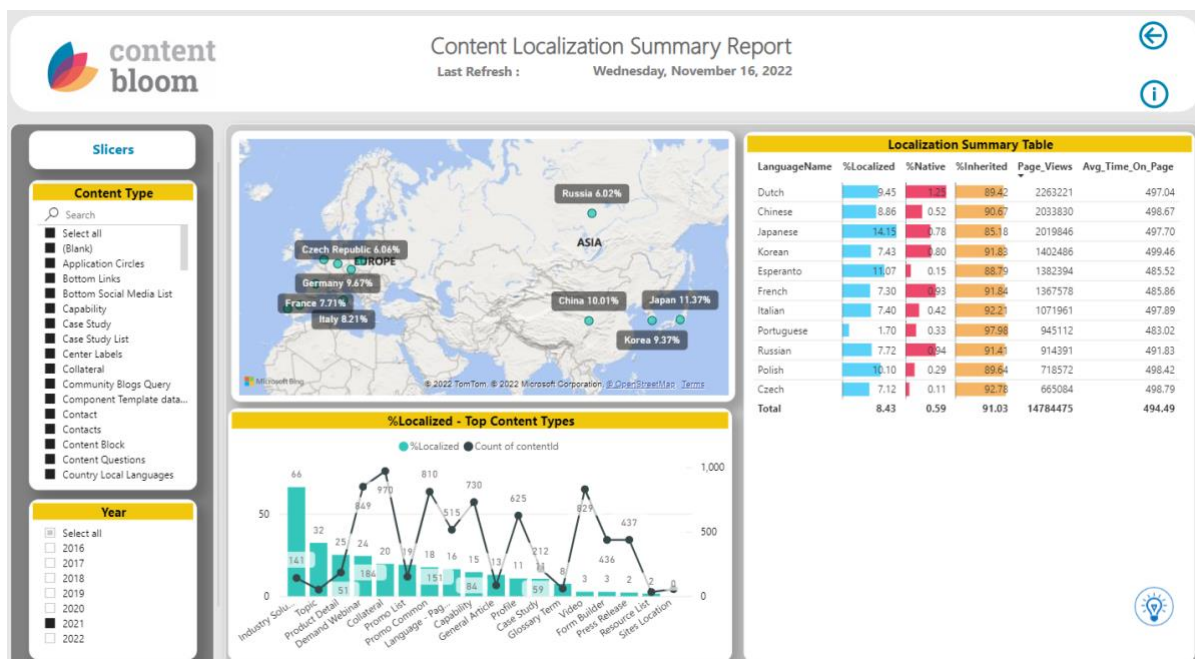 content
bloom
Content Localization Summary Report
Last Refresh : Wednesday, November 16, 2022
Slicers
Content Type
Search
Select all
(Blank)
Application Circles
Bottom Links
Bottom Social Media List
Capability
Case Study
Case Study List
Center Labels
Collateral
Community Blogs Query
Component Template data...
Contact
Contacts
Content Block
Content Questions
Country Local Languages
Year
Select all
2016
2017
2018
2019
2020
2021
2022
Russia 6.02%
ASIA
Czech Republic 6.06%
EUROPE
Germany 9.67%
France 7.71%
Italy 8.21%
China 10.01%
Japan 11.37%
Korea 9.37%
Microsoft Bing
© 2022 TomTom, © 2022 Microsoft Corporation, © OpenStreetMap Terms
%Localized - Top Content Types
%Localized Count of contentId
66 32 25 24 20 19 18 16 15 13 11 11 8 3 3 2 2 0
141 51 849 184 970 810 151 515 730 84 625 212 59 829 436 437
50
0
1,000
500
0
Industry Solu...
Topic
Product Detail
Demand Webinar
Collateral
Promo List
Promo Common
Language - Pag...
Capability
General Article
Profile
Case Study
Glossary Term
Video
Form Builder
Press Release
Resource List
Sites Location
Localization Summary Table
LanguageName %Localized %Native %Inherited Page_Views Avg_Time_On_Page
Dutch 9.45 1.25 89.42 2263221 497.04
Chinese 8.86 0.52 90.67 2033830 498.67
Japanese 14.15 0.78 85.18 2019846 497.70
Korean 7.43 0.80 91.83 1402486 499.46
Esperanto 11.07 0.15 88.79 1382394 485.52
French 7.30 0.93 91.84 1367578 485.86
Italian 7.40 0.42 92.21 1071961 497.89
Portuguese 1.70 0.33 97.98 945112 483.02
Russian 7.72 0.94 91.41 914391 491.83
Polish 10.10 0.29 89.64 718572 498.42
Czech 7.12 0.11 92.78 665084 498.79
Total 8.43 0.59 91.03 14784475 494.49